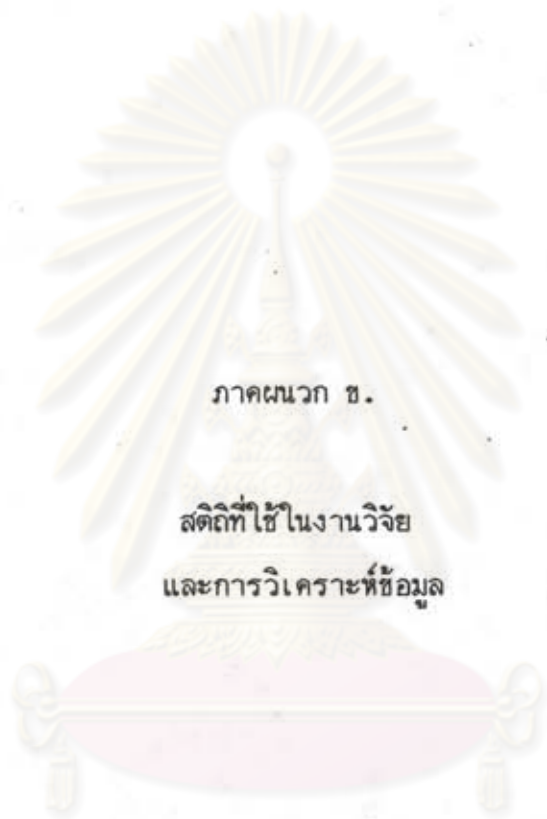 ภาคผนวก ข.
สถิติที่ใช้ในงานวิจัย
และการวิเคราะห์ข้อมูล